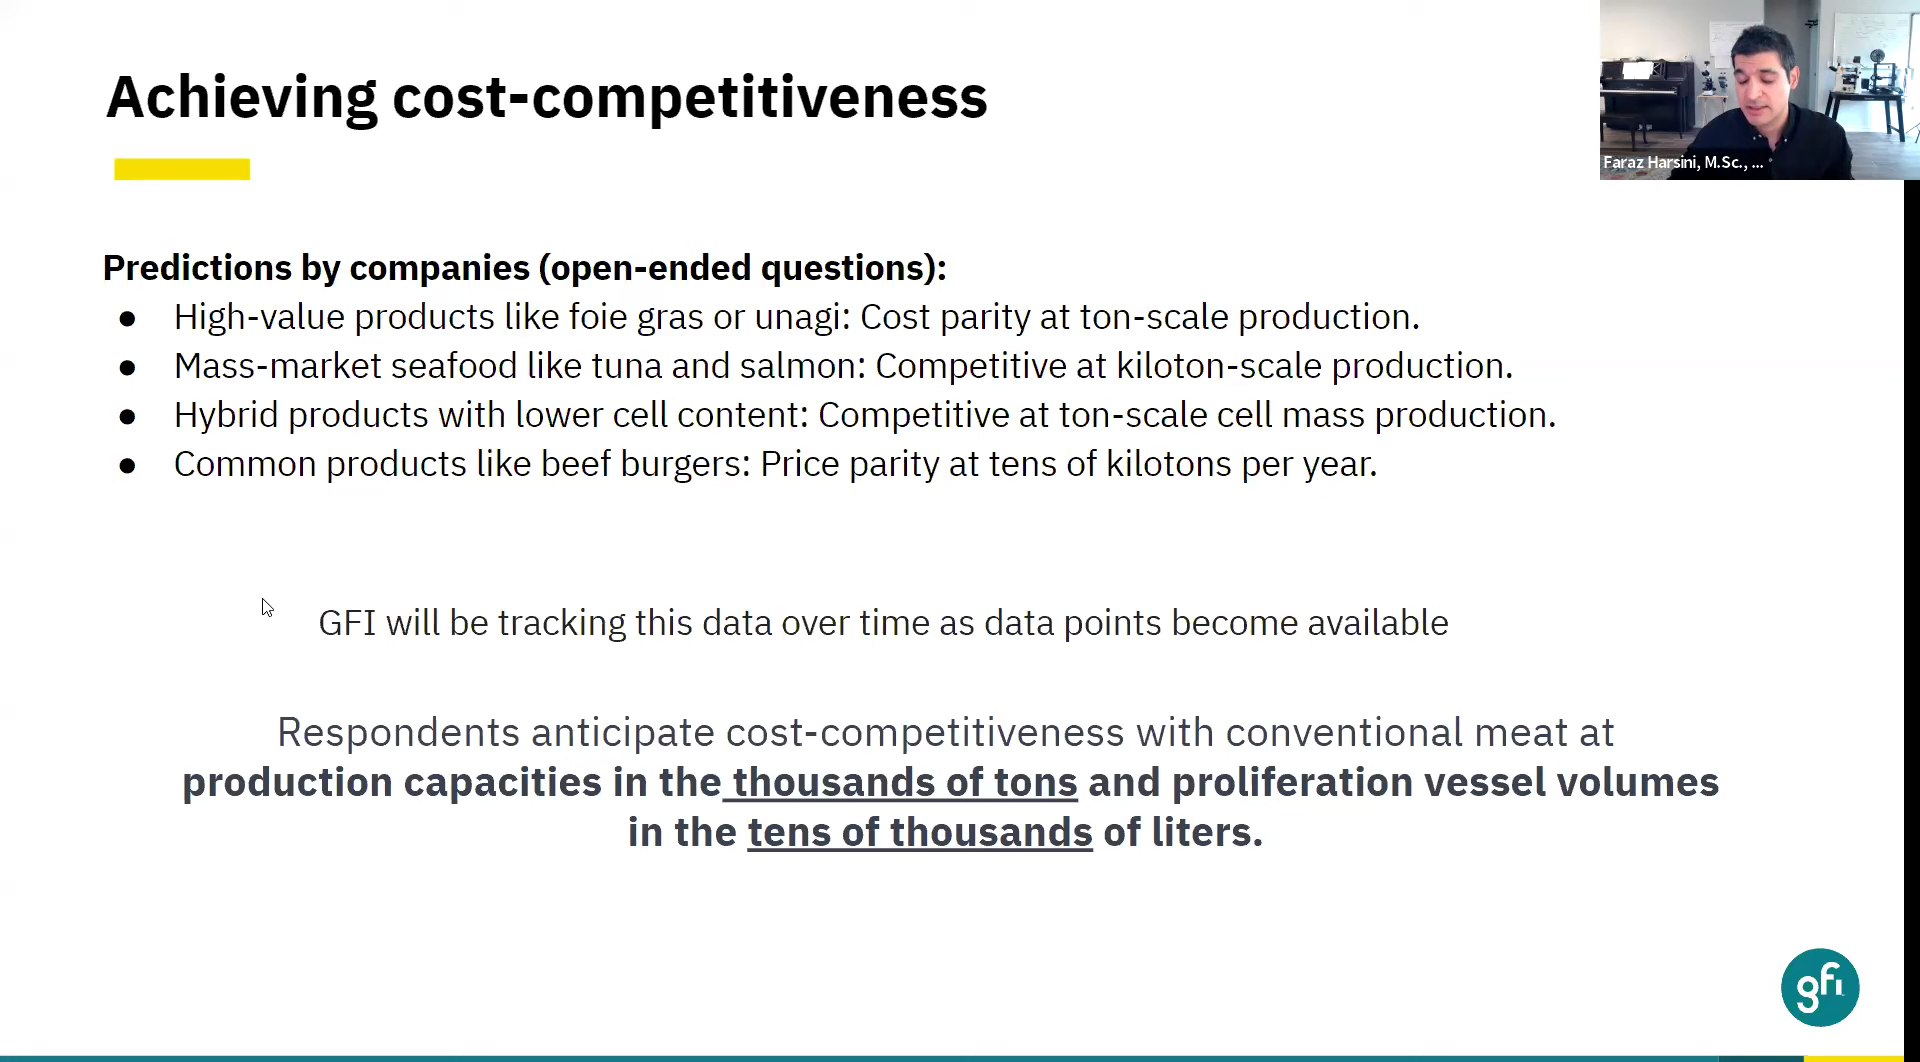 Achieving cost-competitiveness
Faraz Harsini, M.Sc., ...
Predictions by companies (open-ended questions):
● High-value products like foie gras or unagi: Cost parity at ton-scale production.
● Mass-market seafood like tuna and salmon: Competitive at kiloton-scale production.
● Hybrid products with lower cell content: Competitive at ton-scale cell mass production.
● Common products like beef burgers: Price parity at tens of kilotons per year.
GFI will be tracking this data over time as data points become available
Respondents anticipate cost-competitiveness with conventional meat at
production capacities in the thousands of tons and proliferation vessel volumes
in the tens of thousands of liters.
gfi